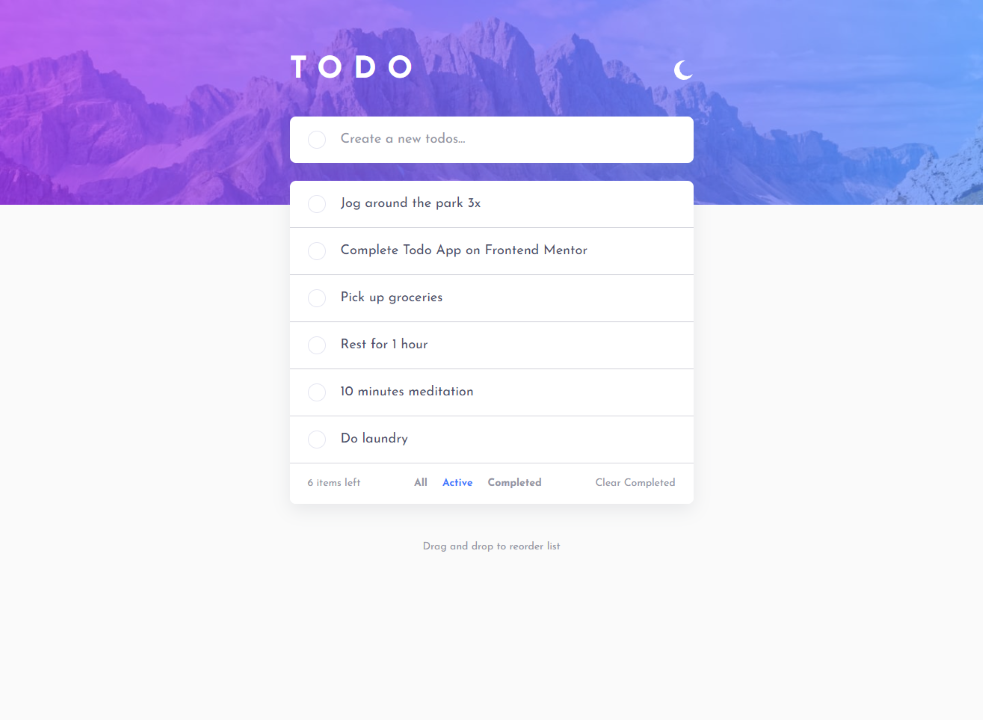 TODO
Create a new todos...
Jog around the park 3x
Complete Todo App on Frontend Mentor
Pick up groceries
Rest for 1 hour
10 minutes meditation
Do laundry
6 items left All Active Completed Clear Completed
Drag and drop to reorder list